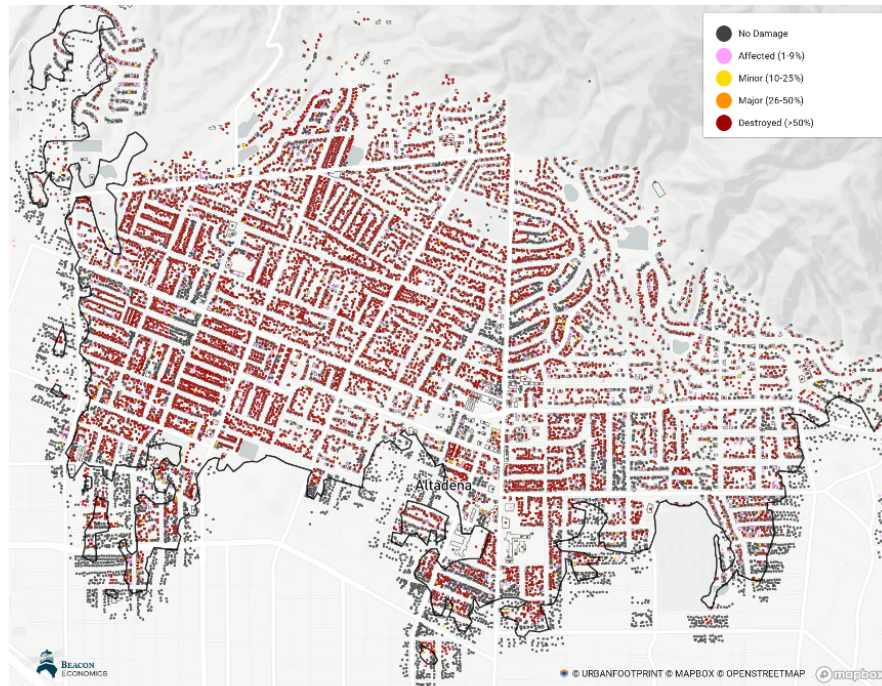 No Damage
Affected (1-9%)
Minor (10-25%)
Major (26-50%)
Destroyed (>50%)
Altadena
BEACON
ECONOMICS
© URBANFOOTPRINT © MAPBOX © OPENSTREETMAP
mapbox